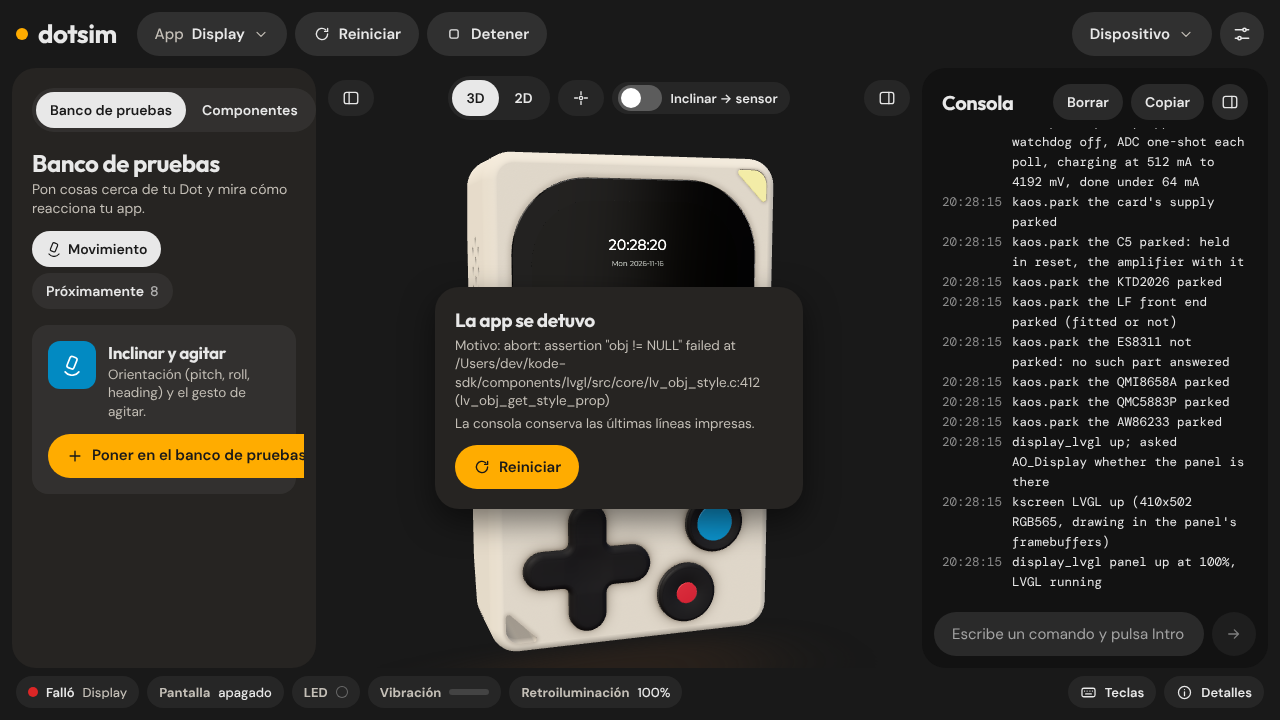 dotsim
App Display
Reiniciar
Detener
Dispositivo
Banco de pruebas
Componentes
Banco de pruebas
Pon cosas cerca de tu Dot y mira cómo
reacciona tu app.
Movimiento
Próximamente 8
Inclinar y agitar
Orientación (pitch, roll,
heading) y el gesto de
agitar.
Poner en el banco de pruebas
3D
2D
Inclinar → sensor
20:28:20
Mon 2026-11-16
La app se detuvo
Motivo: abort: assertion "obj != NULL" failed at
/Users/dev/kode-
sdk/components/lvgl/src/core/lv_obj_style.c:412
(lv_obj_get_style_prop)
La consola conserva las últimas líneas impresas.
Reiniciar
Consola
Borrar
Copiar
watchdog off, ADC one-shot each
poll, charging at 512 mA to
4192 mV, done under 64 mA
20:28:15 kaos.park the card's supply
parked
20:28:15 kaos.park the C5 parked: held
in reset, the amplifier with it
20:28:15 kaos.park the KTD2026 parked
20:28:15 kaos.park the LF front end
parked (fitted or not)
20:28:15 kaos.park the ES8311 not
parked: no such part answered
20:28:15 kaos.park the QMI8658A parked
20:28:15 kaos.park the QMC5883P parked
20:28:15 kaos.park the AW86233 parked
20:28:15 display_lvgl up; asked
AO_Display whether the panel is
there
20:28:15 kscreen LVGL up (410x502
RGB565, drawing in the panel's
framebuffers)
20:28:15 display_lvgl panel up at 100%,
LVGL running
Escribe un comando y pulsa Intro
Falló Display
Pantalla apagado
LED
Vibración
Retroiluminación 100%
Teclas
Detalles